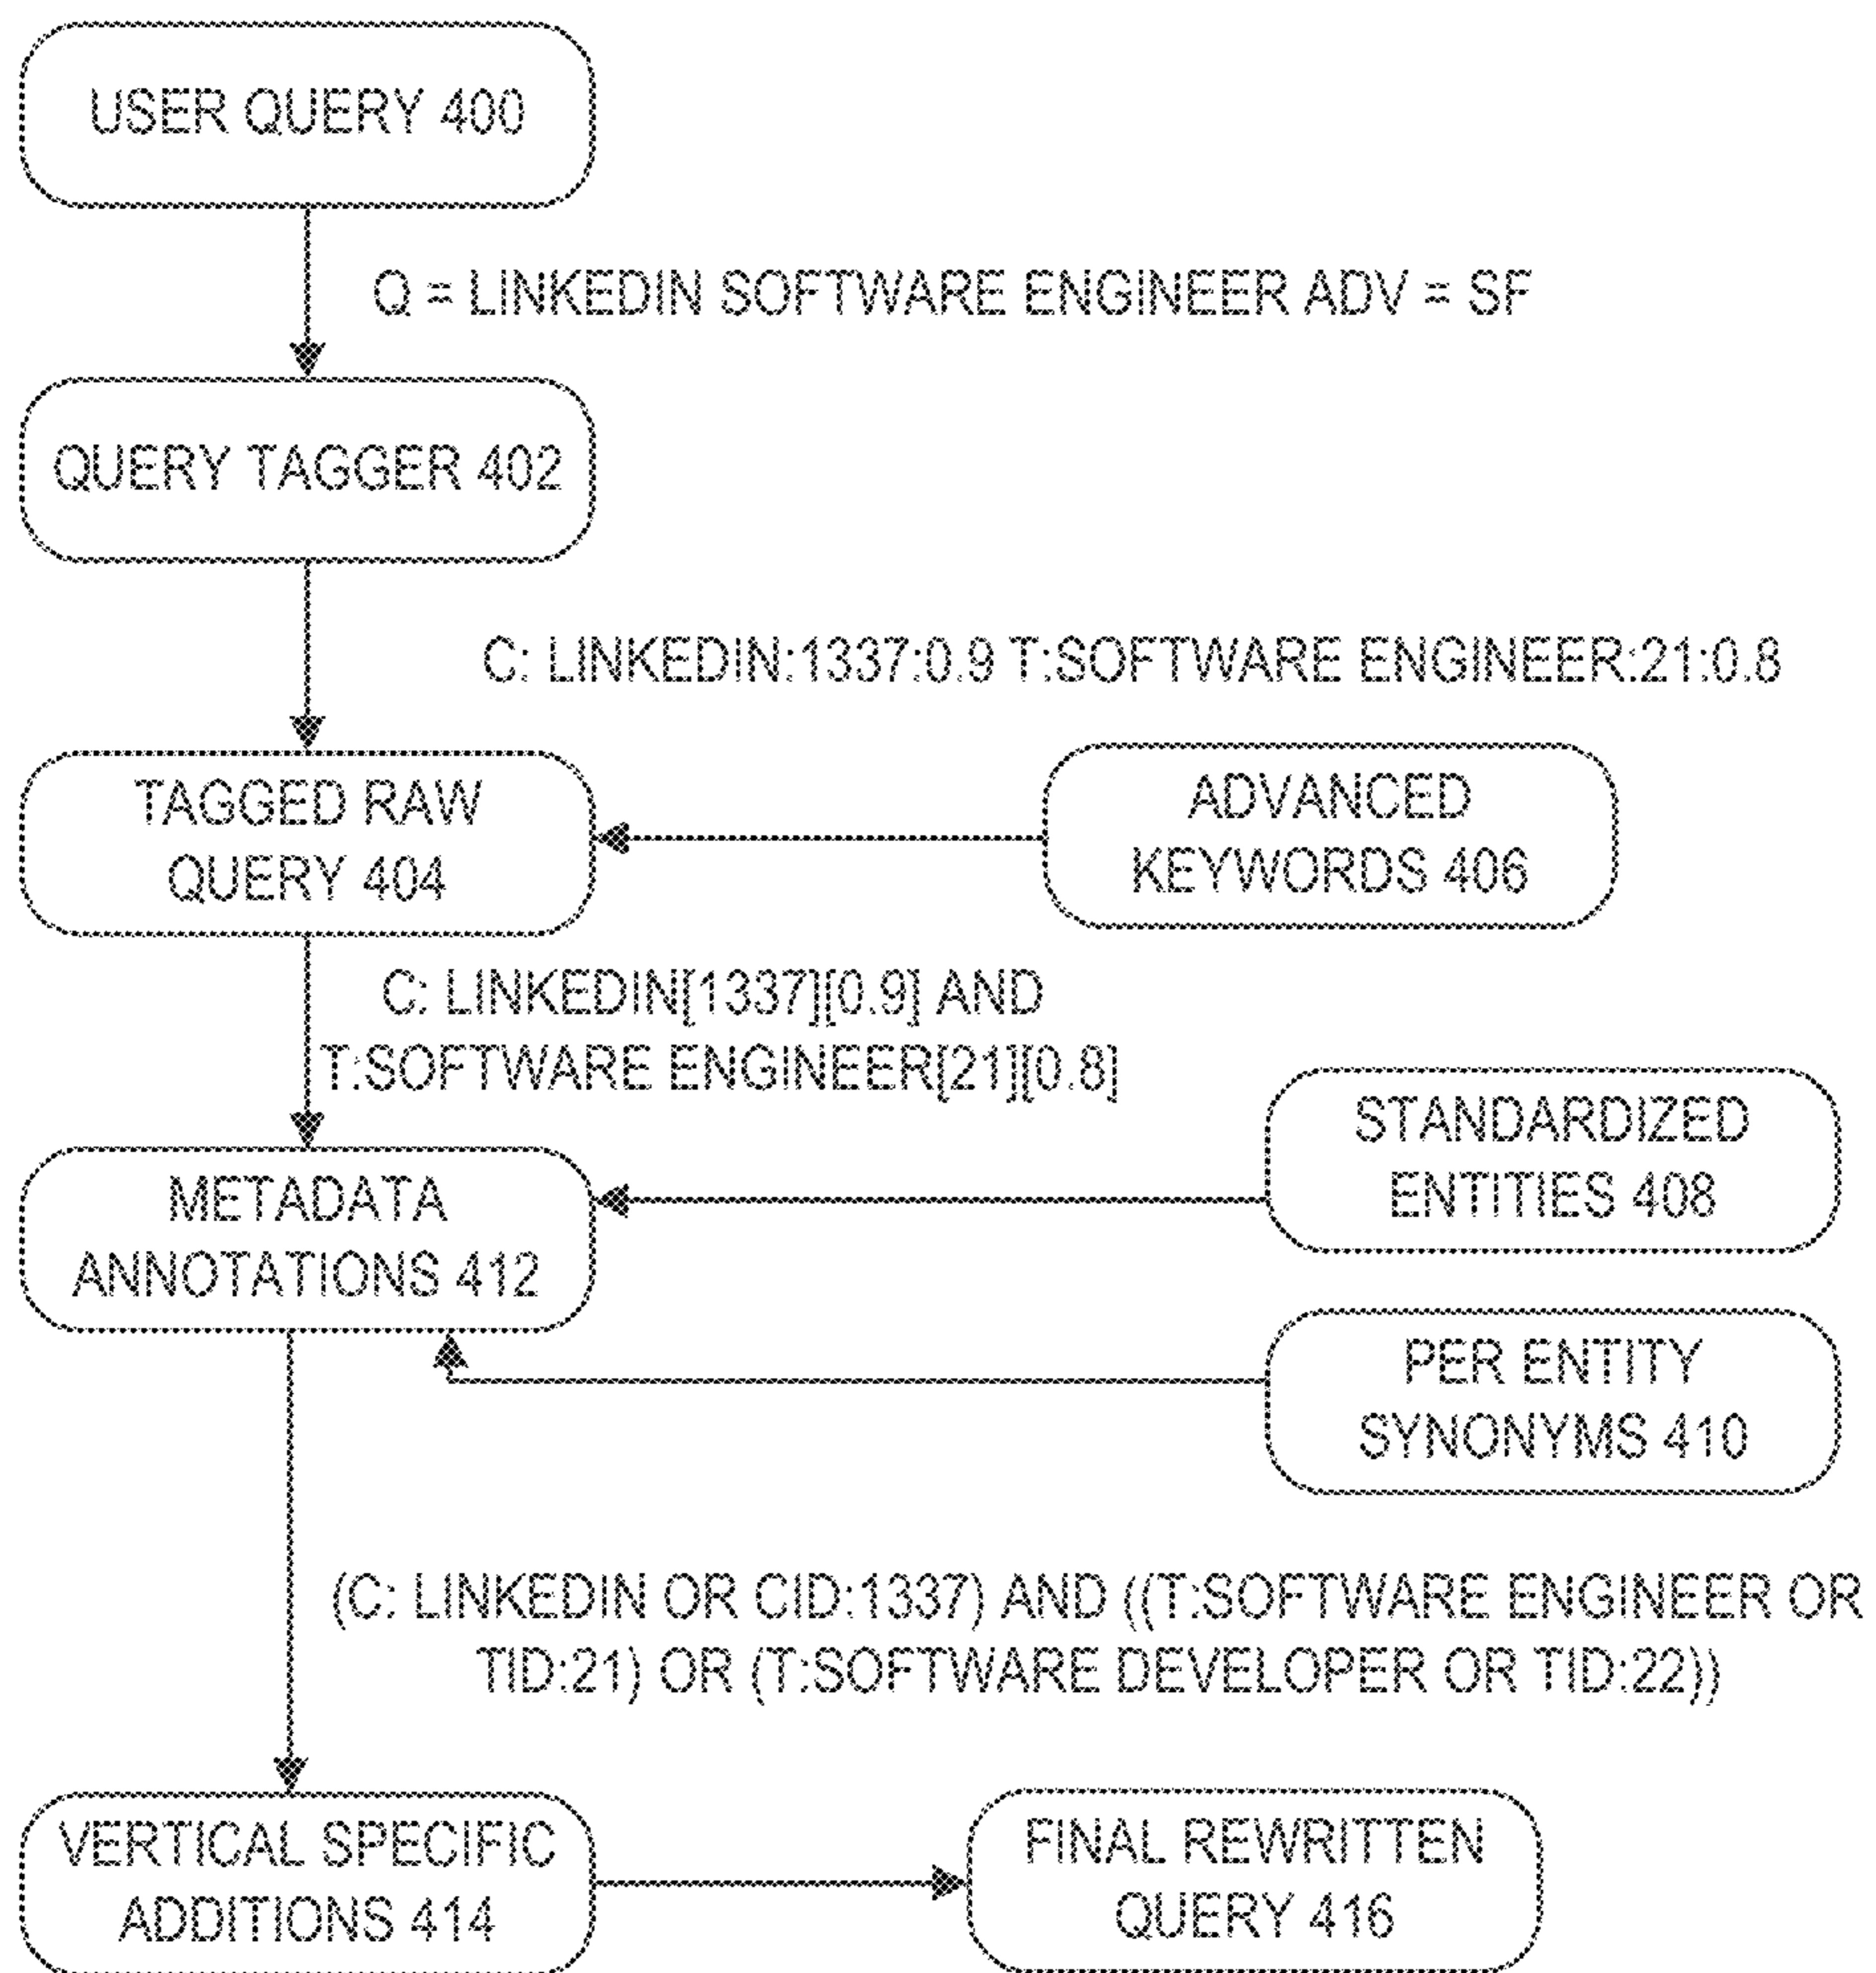 USER QUERY 400
Q = LINKEDIN SOFTWARE ENGINEER ADV = SF
QUERY TAGGER 402
C: LINKEDIN:1337:0.9 T:SOFTWARE ENGINEER:21:0.8
TAGGED RAW
QUERY 404
ADVANCED
KEYWORDS 406
C: LINKEDIN[1337][0.9] AND
T:SOFTWARE ENGINEER[21][0.8]
STANDARDIZED
ENTITIES 408
METADATA
ANNOTATIONS 412
PER ENTITY
SYNONYMS 410
(C: LINKEDIN OR CID:1337) AND ((T:SOFTWARE ENGINEER OR
TID:21) OR (T:SOFTWARE DEVELOPER OR TID:22))
VERTICAL SPECIFIC
ADDITIONS 414
FINAL REWRITTEN
QUERY 416